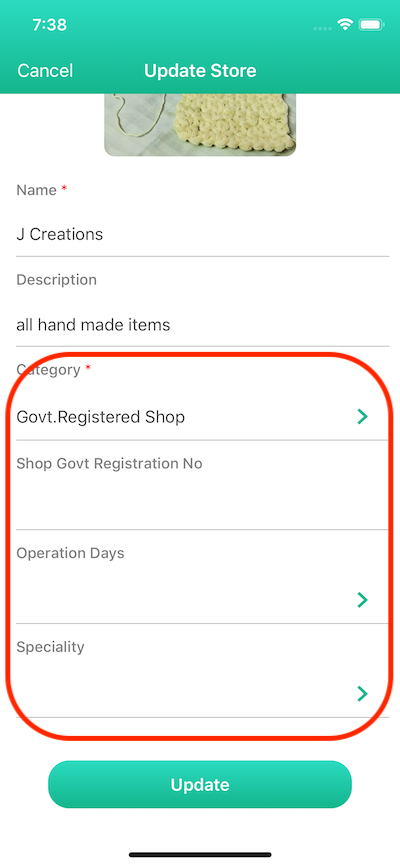 7:38
Cancel
Update Store
Name *
J Creations
Description
all hand made items
Category *
Govt.Registered Shop
Shop Govt Registration No
Operation Days
Speciality
Update